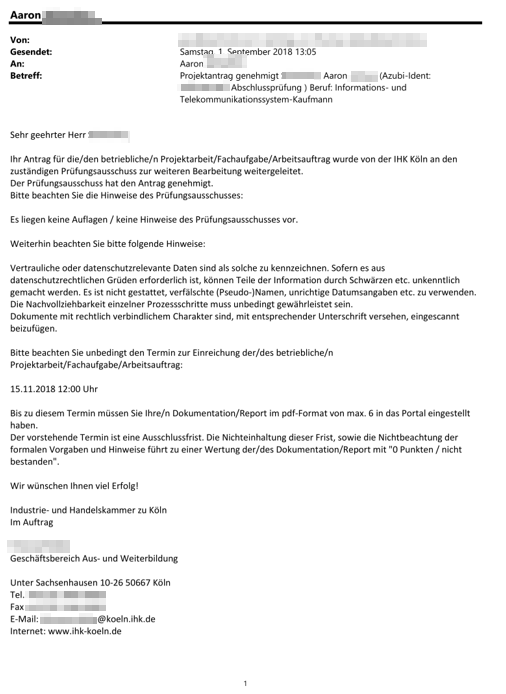 Aaron
Von:
Gesendet: Samstag, 1. September 2018 13:05
An: Aaron
Betreff: Projektantrag genehmigt Aaron (Azubi-Ident:
Abschlussprüfung ) Beruf: Informations- und
Telekommunikationssystem-Kaufmann
Sehr geehrter Herr
Ihr Antrag für die/den betriebliche/n Projektarbeit/Fachaufgabe/Arbeitsauftrag wurde von der IHK Köln an den
zuständigen Prüfungsausschuss zur weiteren Bearbeitung weitergeleitet.
Der Prüfungsausschuss hat den Antrag genehmigt.
Bitte beachten Sie die Hinweise des Prüfungsausschusses:
Es liegen keine Auflagen / keine Hinweise des Prüfungsausschusses vor.
Weiterhin beachten Sie bitte folgende Hinweise:
Vertrauliche oder datenschutzrelevante Daten sind als solche zu kennzeichnen. Sofern es aus
datenschutzrechtlichen Grüden erforderlich ist, können Teile der Information durch Schwärzen etc. unkenntlich
gemacht werden. Es ist nicht gestattet, verfälschte (Pseudo-)Namen, unrichtige Datumsangaben etc. zu verwenden.
Die Nachvollziehbarkeit einzelner Prozessschritte muss unbedingt gewährleistet sein.
Dokumente mit rechtlich verbindlichem Charakter sind, mit entsprechender Unterschrift versehen, eingescannt
beizufügen.
Bitte beachten Sie unbedingt den Termin zur Einreichung der/des betriebliche/n
Projektarbeit/Fachaufgabe/Arbeitsauftrag:
15.11.2018 12:00 Uhr
Bis zu diesem Termin müssen Sie Ihre/n Dokumentation/Report im pdf-Format von max. 6 in das Portal eingestellt
haben.
Der vorstehende Termin ist eine Ausschlussfrist. Die Nichteinhaltung dieser Frist, sowie die Nichtbeachtung der
formalen Vorgaben und Hinweise führt zu einer Wertung der/des Dokumentation/Report mit "0 Punkten / nicht
bestanden".
Wir wünschen Ihnen viel Erfolg!
Industrie- und Handelskammer zu Köln
Im Auftrag
Geschäftsbereich Aus- und Weiterbildung
Unter Sachsenhausen 10-26 50667 Köln
Tel.
Fax
E-Mail: @koeln.ihk.de
Internet: www.ihk-koeln.de
1